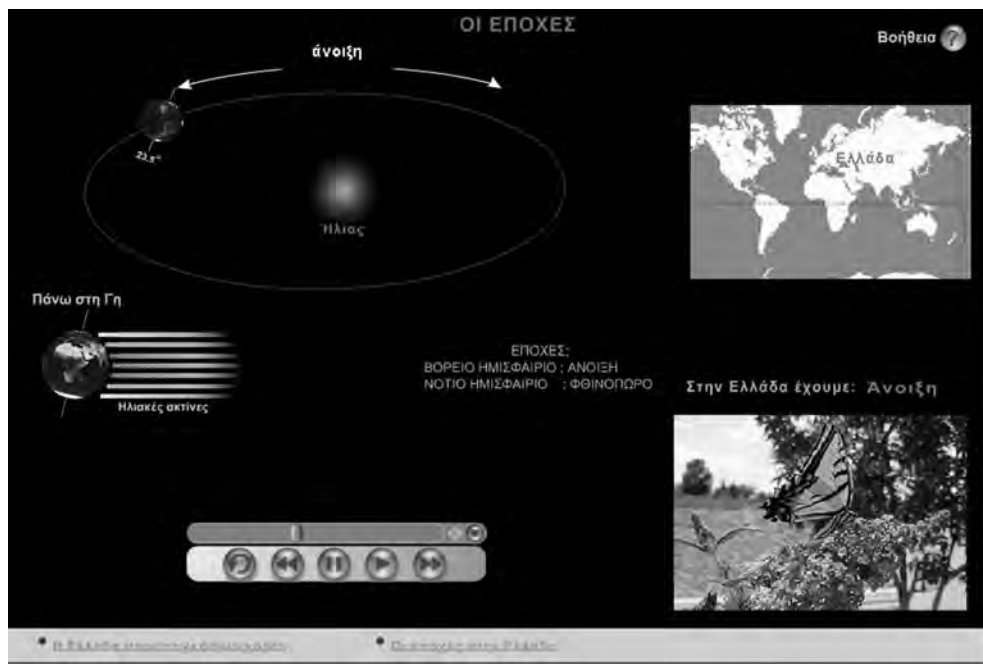 ΟΙ ΕΠΟΧΕΣ
Βοήθεια ?
άνοιξη
23.5°
Ήλιος
Ελλάδα
Πάνω στη Γη
Ηλιακές ακτίνες
ΕΠΟΧΕΣ;
ΒΟΡΕΙΟ ΗΜΙΣΦΑΙΡΙΟ ; ΑΝΟΙΞΗ
ΝΟΤΙΟ ΗΜΙΣΦΑΙΡΙΟ ; ΦΘΙΝΟΠΩΡΟ
Στην Ελλάδα έχουμε: Άνοιξη